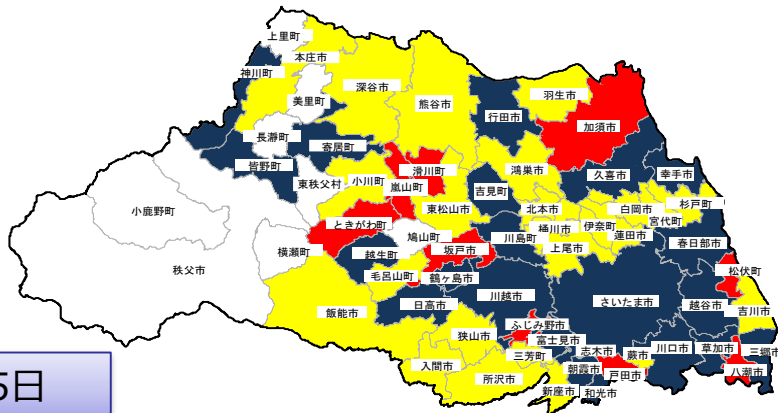 上里町
本庄市
神川町
深谷市
美里町
熊谷市
羽生市
行田市
加須市
長瀞町
寄居町
皆野町
滑川町
久喜市
幸手市
鴻巣市
東秩父村
小川町
嵐山町
吉見町
小鹿野町
東松山市
北本市
白岡市
杉戸町
ときがわ町
桶川市
伊奈町
宮代町
蓮田市
鳩山町
川島町
春日部市
横瀬町
越生町
坂戸市
上尾市
秩父市
毛呂山町
鶴ヶ島市
松伏町
日高市
川越市
さいたま市
越谷市
吉川市
飯能市
ふじみ野市
狭山市
富士見市
三芳町
志木市
蕨市
川口市
草加市
三郷市
入間市
朝霞市
戸田市
八潮市
所沢市
新座市
和光市
5日